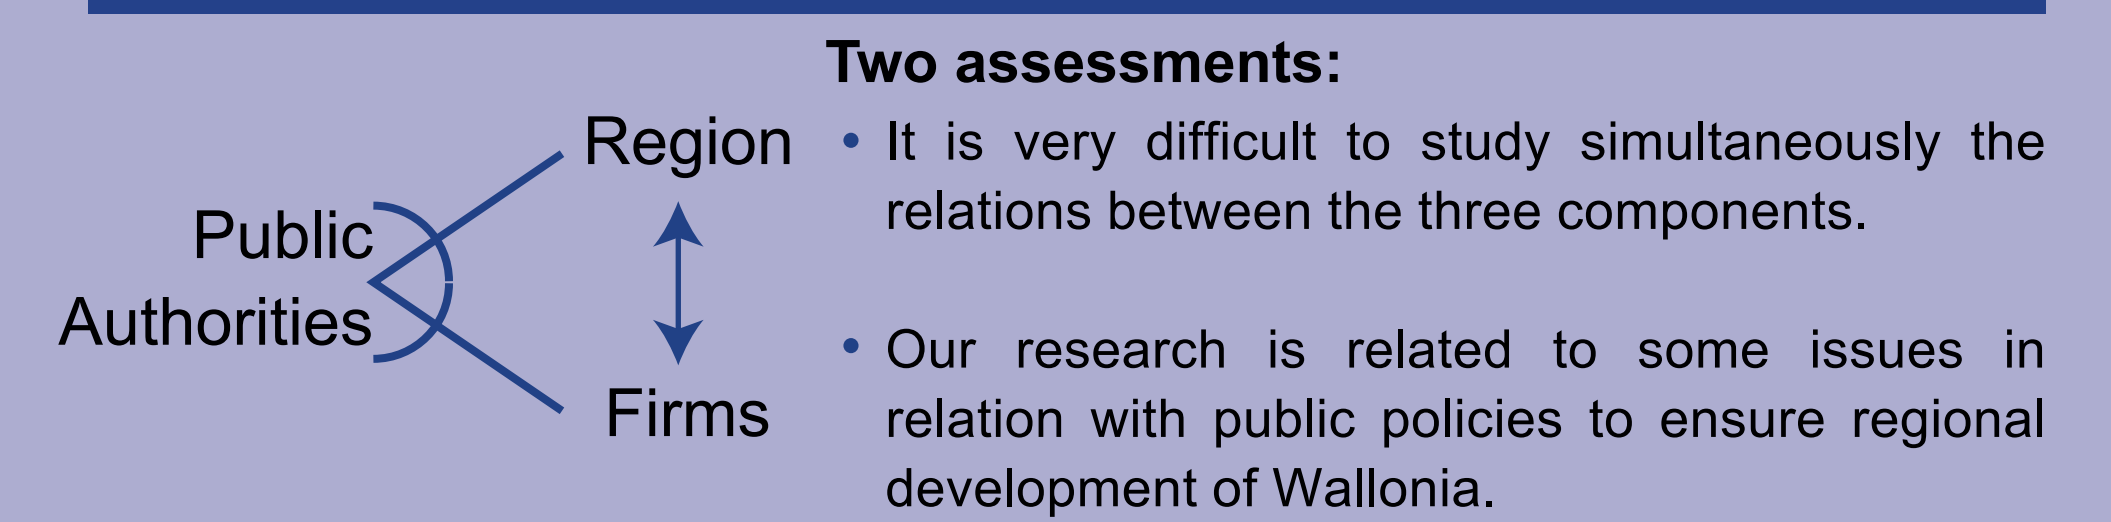 Two assessments:
Region
Public
Authorities
Firms
• It is very difficult to study simultaneously the
relations between the three components.
• Our research is related to some issues in
relation with public policies to ensure regional
development of Wallonia.